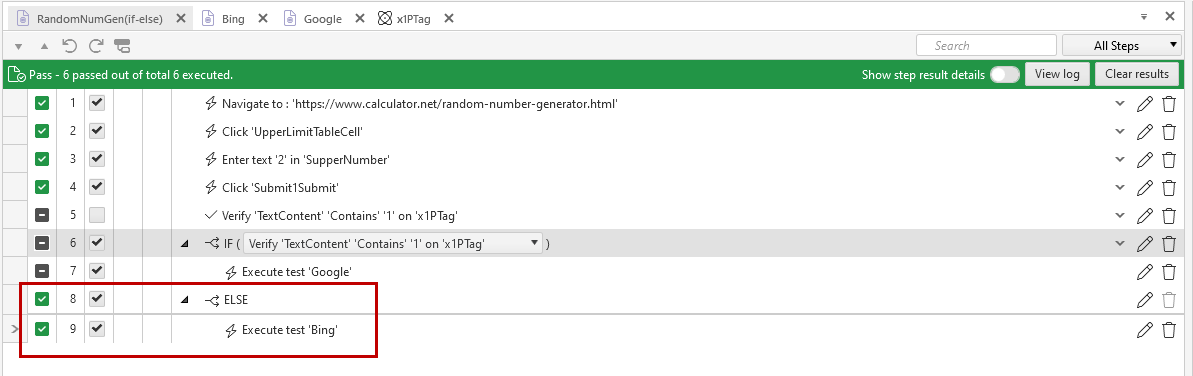 RandomNumGen(if-else) Bing Google x1PTag
Search All Steps
Pass - 6 passed out of total 6 executed. Show step result details View log Clear results
1 Navigate to : 'https://www.calculator.net/random-number-generator.html'
2 Click 'UpperLimitTableCell'
3 Enter text '2' in 'SupperNumber'
4 Click 'Submit1Submit'
5 Verify 'TextContent' 'Contains' '1' on 'x1PTag'
6 IF ( Verify 'TextContent' 'Contains' '1' on 'x1PTag' )
7 Execute test 'Google'
8 ELSE
9 Execute test 'Bing'